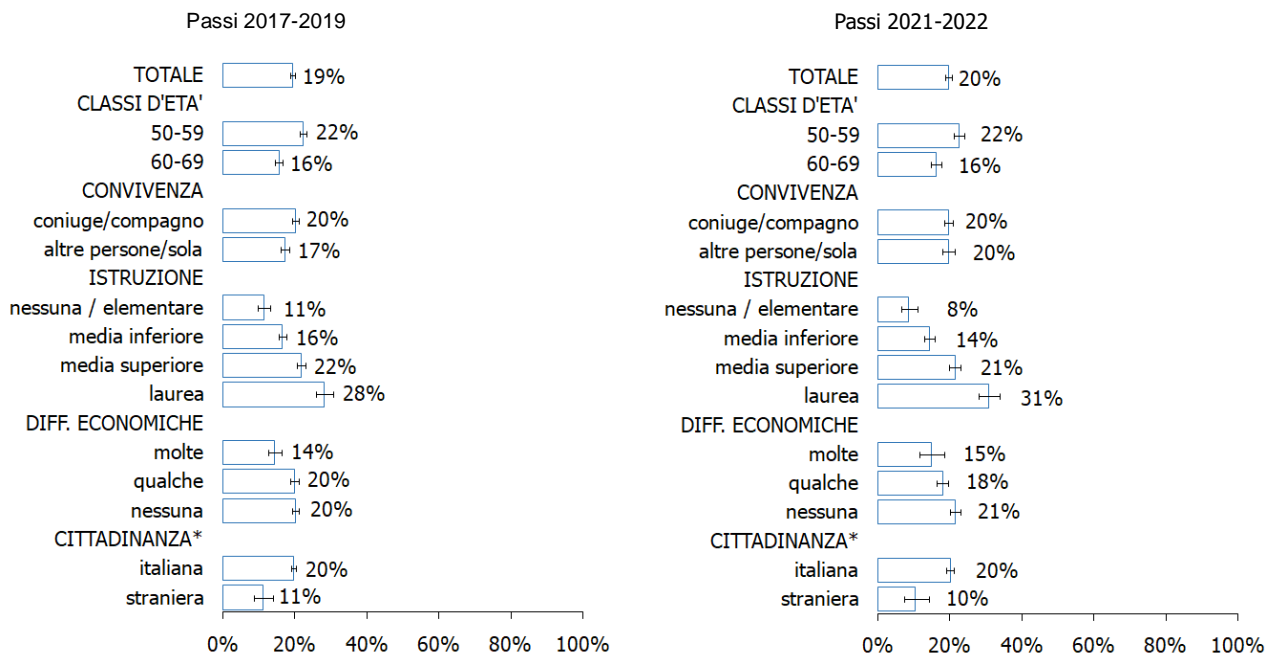 Passi 2017-2019
TOTALE 19%
CLASSI D'ETA'
50-59 22%
60-69 16%
CONVIVENZA
coniuge/compagno 20%
altre persone/sola 17%
ISTRUZIONE
nessuna / elementare 11%
media inferiore 16%
media superiore 22%
laurea 28%
DIFF. ECONOMICHE
molte 14%
qualche 20%
nessuna 20%
CITTADINANZA*
italiana 20%
straniera 11%
0% 20% 40% 60% 80% 100%
Passi 2021-2022
TOTALE 20%
CLASSI D'ETA'
50-59 22%
60-69 16%
CONVIVENZA
coniuge/compagno 20%
altre persone/sola 20%
ISTRUZIONE
nessuna / elementare 8%
media inferiore 14%
media superiore 21%
laurea 31%
DIFF. ECONOMICHE
molte 15%
qualche 18%
nessuna 21%
CITTADINANZA*
italiana 20%
straniera 10%
0% 20% 40% 60% 80% 100%